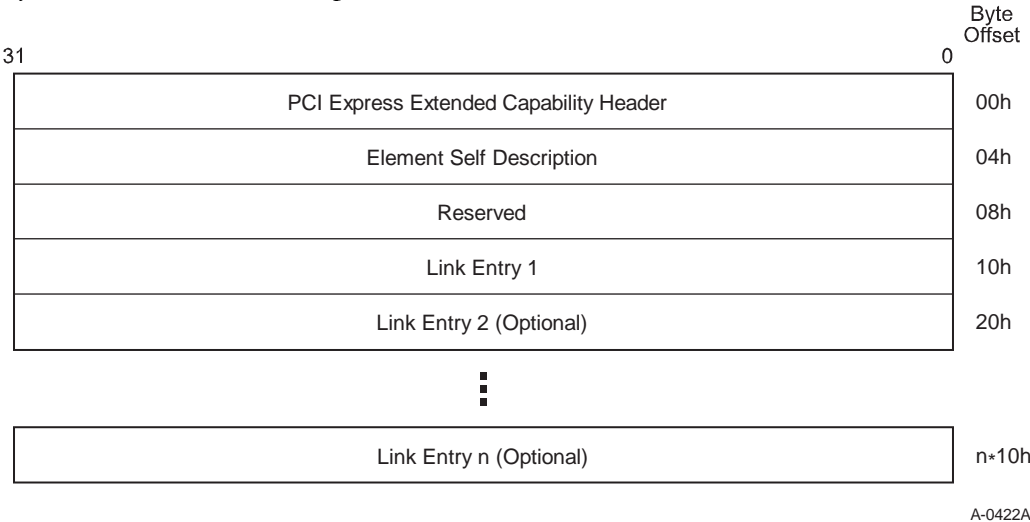 Byte
Offset
31 0
PCI Express Extended Capability Header 00h
Element Self Description 04h
Reserved 08h
Link Entry 1 10h
Link Entry 2 (Optional) 20h
Link Entry n (Optional) n*10h
A-0422A